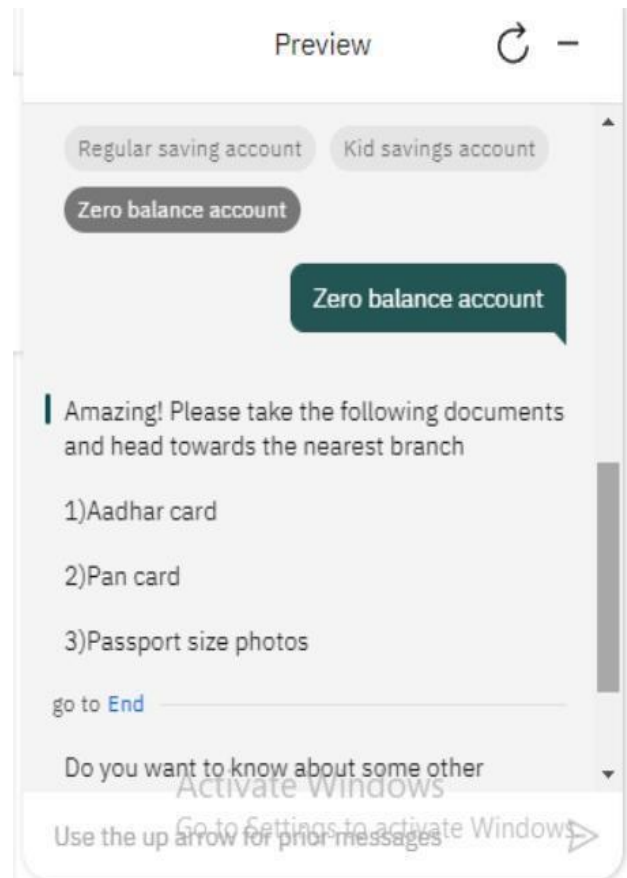 Preview
Regular saving account
Kid savings account
Zero balance account
Zero balance account
Amazing! Please take the following documents
and head towards the nearest branch
1)Aadhar card
2)Pan card
3)Passport size photos
go to End
Do you want to know about some other
Activate Windows
Go to Settings to activate Windows.
Use the up arrow for prior messages